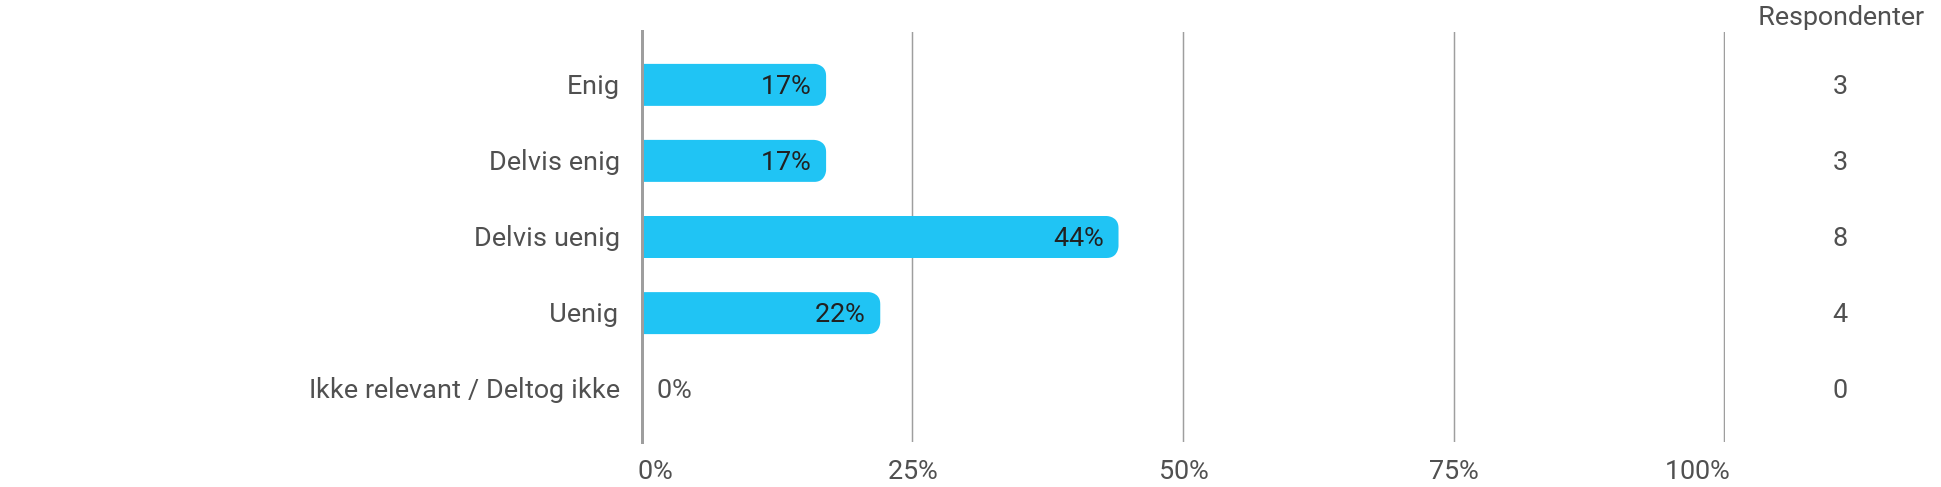 Respondenter
Enig 17% 3
Delvis enig 17% 3
Delvis uenig 44% 8
Uenig 22% 4
Ikke relevant / Deltog ikke 0% 0
0% 25% 50% 75% 100%